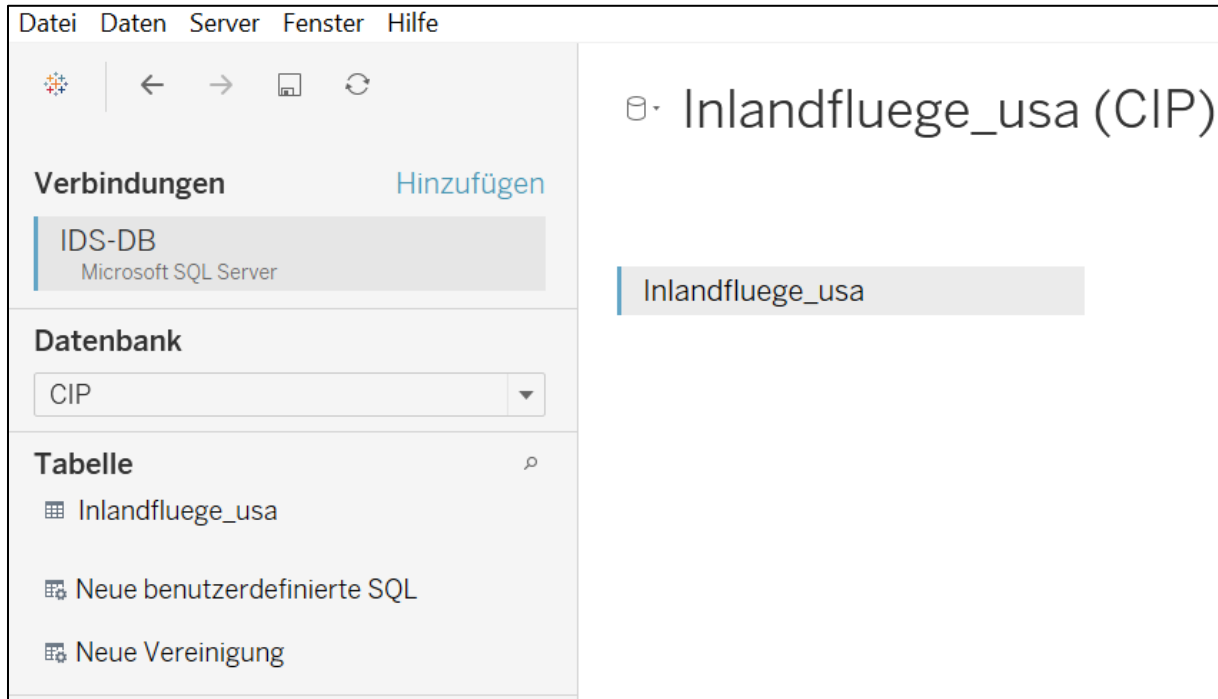 Datei Daten Server Fenster Hilfe
Verbindungen Hinzufügen
IDS-DB
Microsoft SQL Server
Datenbank
CIP
Tabelle
Inlandfluege_usa
Neue benutzerdefinierte SQL
Neue Vereinigung
Inlandfluege_usa (CIP)
Inlandfluege_usa